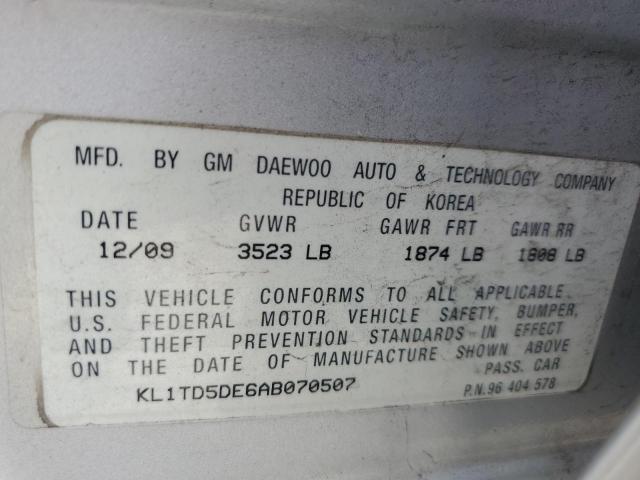 MFD. BY GM DAEWOO AUTO & TECHNOLOGY COMPANY
REPUBLIC OF KOREA
DATE GVWR GAWR FRT GAWR RR
12/09 3523 LB 1874 LB 1808 LB
THIS VEHICLE CONFORMS TO ALL APPLICABLE
U.S. FEDERAL MOTOR VEHICLE SAFETY, BUMPER,
AND THEFT PREVENTION STANDARDS IN EFFECT
ON THE DATE OF MANUFACTURE SHOWN ABOVE
PASS. CAR
KL1TD5DE6AB070507 P.N.96 404 578